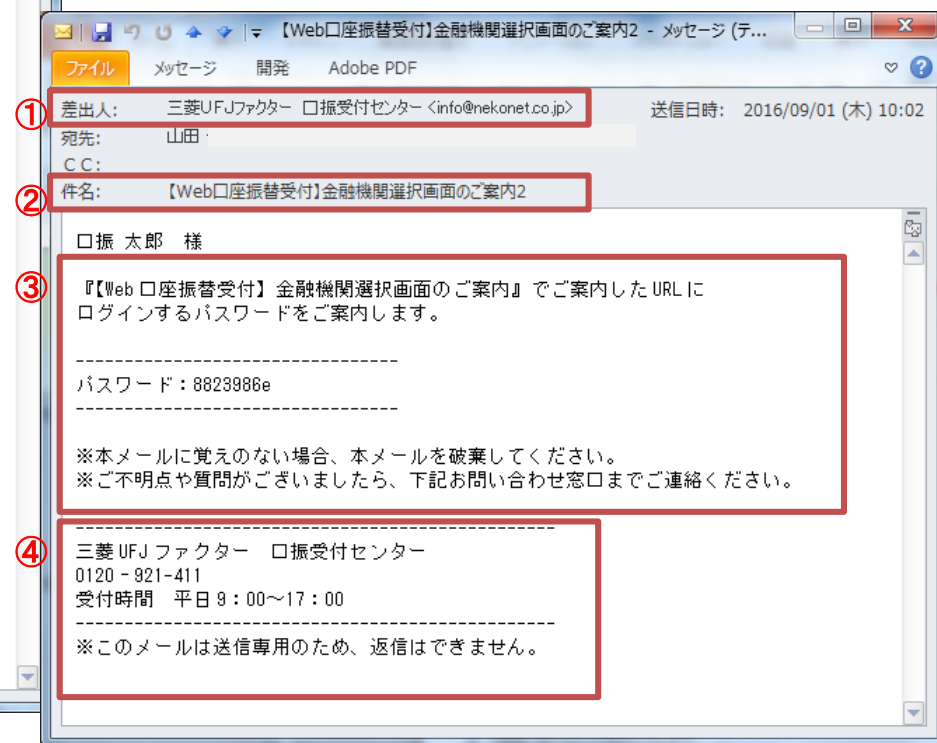 【Web口座振替受付】金融機関選択画面のご案内2 - メッセージ (テ...
ファイル メッセージ 開発 Adobe PDF
① 差出人: 三菱UFJファクター 口振受付センター <info@nekonet.co.jp> 送信日時: 2016/09/01 (木) 10:02
宛先: 山田
CC:
② 件名: 【Web口座振替受付】金融機関選択画面のご案内2
口振 太郎 様
③ 『【Web口座振替受付】金融機関選択画面のご案内』でご案内したURLに
ログインするパスワードをご案内します。
---------------------------------
パスワード:8823986e
---------------------------------
※本メールに覚えのない場合、本メールを破棄してください。
※ご不明点や質問がございましたら、下記お問い合わせ窓口までご連絡ください。
-------------------------------------------------
④ 三菱UFJファクター 口振受付センター
0120-921-411
受付時間 平日9:00~17:00
-------------------------------------------------
※このメールは送信専用のため、返信はできません。